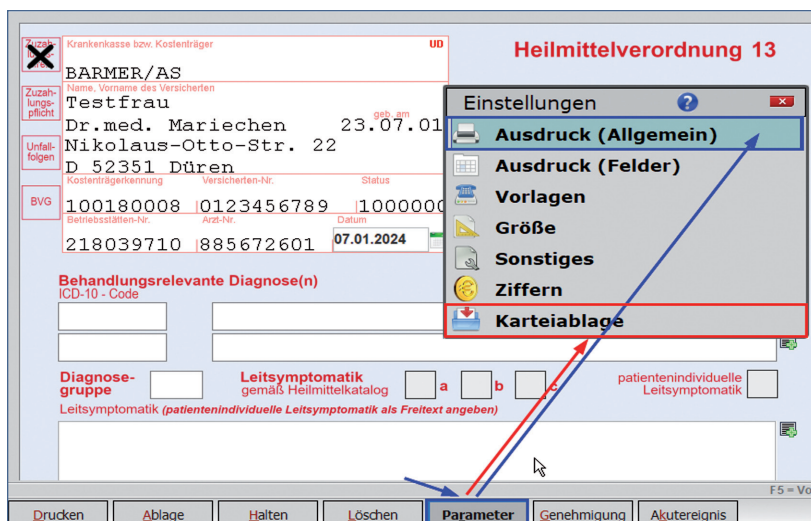 Zuzah-
lungs-
frei
Krankenkasse bzw. Kostenträger
UD
Heilmittelverordnung 13
BARMER/AS
Zuzah-
lungs-
pflicht
Name, Vorname des Versicherten
Testfrau
geb. am
Dr.med. Mariechen 23.07.01
Unfall-
folgen
Nikolaus-Otto-Str. 22
D 52351 Düren
Kostenträgerkennung Versicherten-Nr. Status
BVG
100180008 0123456789 1000000
Betriebsstätten-Nr. Arzt-Nr. Datum
218039710 885672601 07.01.2024
Einstellungen ?
Ausdruck (Allgemein)
Ausdruck (Felder)
Vorlagen
Größe
Sonstiges
Ziffern
Karteiablage
Behandlungsrelevante Diagnose(n)
ICD-10 - Code
Diagnose-
gruppe
Leitsymptomatik
gemäß Heilmittelkatalog
a b c
patientenindividuelle
Leitsymptomatik
Leitsymptomatik (patientenindividuelle Leitsymptomatik als Freitext angeben)
F5 = Vo
Drucken Ablage Halten Löschen Parameter Genehmigung Akutereignis